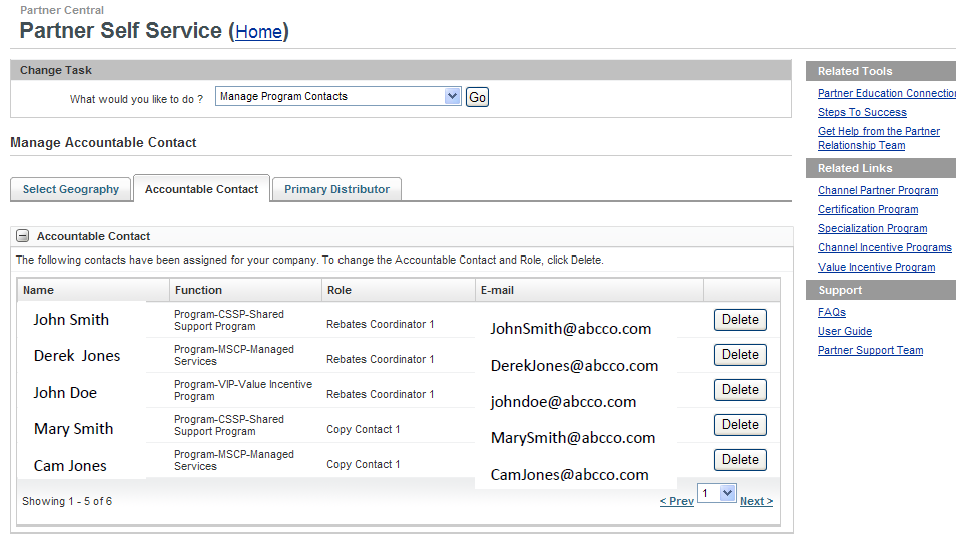 Partner Central
Partner Self Service (Home)
Change Task
What would you like to do ? Manage Program Contacts Go
Manage Accountable Contact
Select Geography Accountable Contact Primary Distributor
Accountable Contact
The following contacts have been assigned for your company. To change the Accountable Contact and Role, click Delete.
Name Function Role E-mail
John Smith Program-CSSP-Shared Support Program Rebates Coordinator 1 JohnSmith@abcco.com Delete
Derek Jones Program-MSCP-Managed Services Rebates Coordinator 1 DerekJones@abcco.com Delete
John Doe Program-VIP-Value Incentive Program Rebates Coordinator 1 johndoe@abcco.com Delete
Mary Smith Program-CSSP-Shared Support Program Copy Contact 1 MarySmith@abcco.com Delete
Cam Jones Program-MSCP-Managed Services Copy Contact 1 CamJones@abcco.com Delete
Showing 1 - 5 of 6 < Prev 1 Next >
Related Tools
Partner Education Connection
Steps To Success
Get Help from the Partner
Relationship Team
Related Links
Channel Partner Program
Certification Program
Specialization Program
Channel Incentive Programs
Value Incentive Program
Support
FAQs
User Guide
Partner Support Team